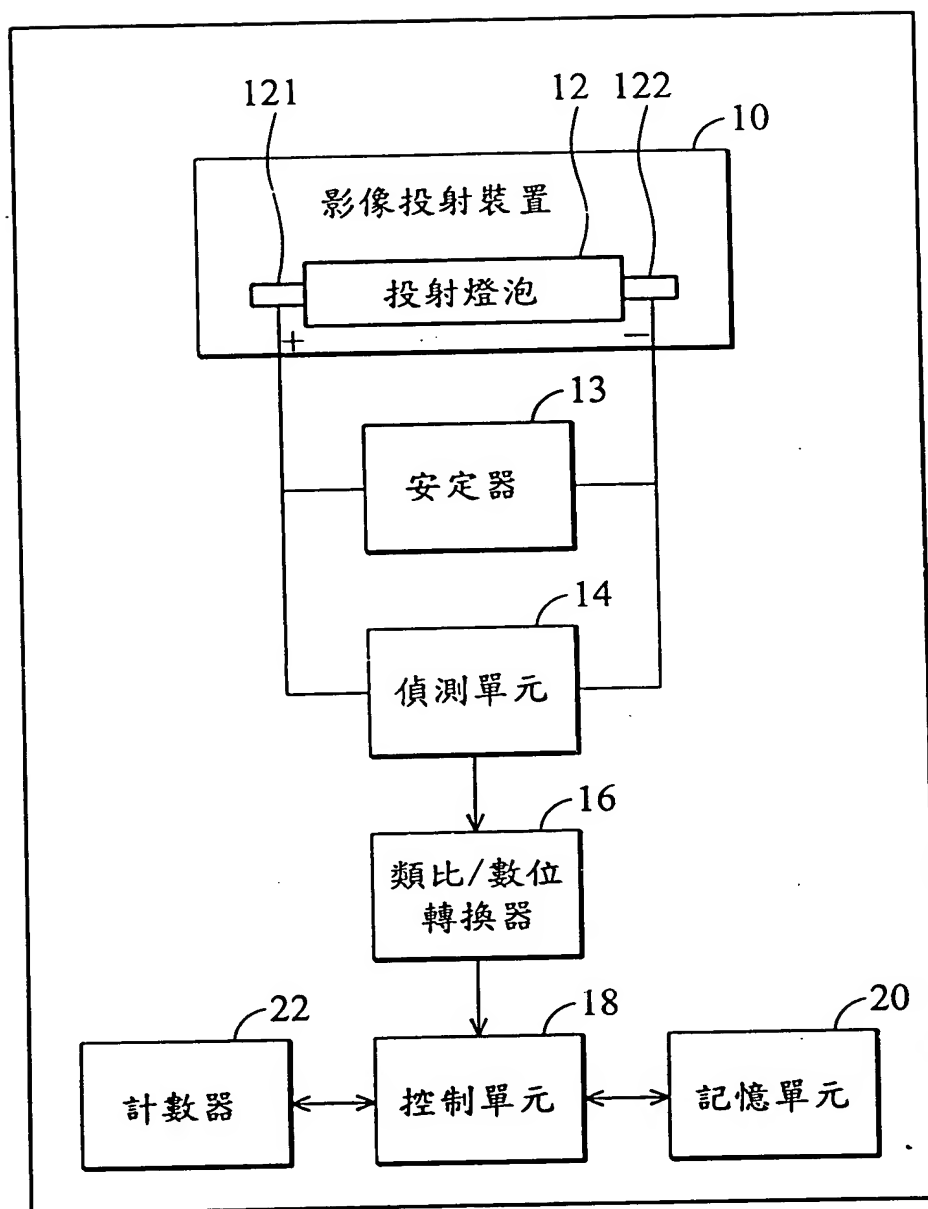 121
12
122
10
影像投射裝置
投射燈泡
+
−
13
安定器
14
偵測單元
16
類比/數位
轉換器
22
18
20
計數器
控制單元
記憶單元